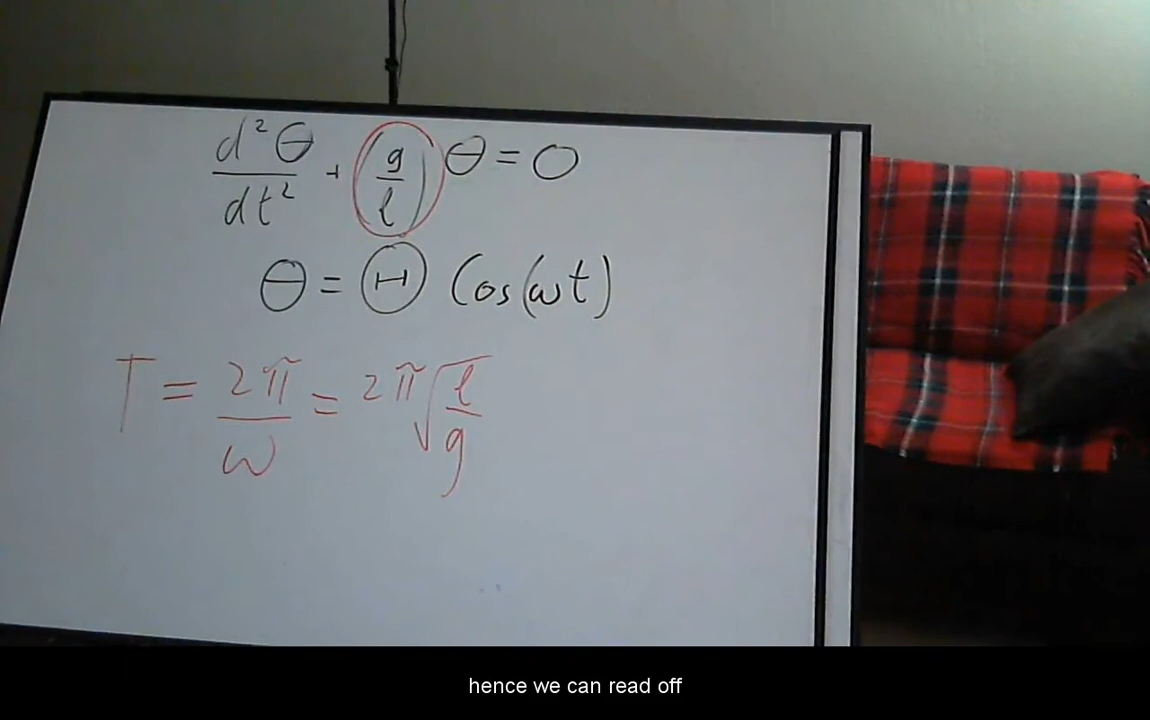 d²θ/dt² + (g/l) θ = 0
θ = Θ Cos(ωt)
T = 2π/ω = 2π√(l/g)
hence we can read off